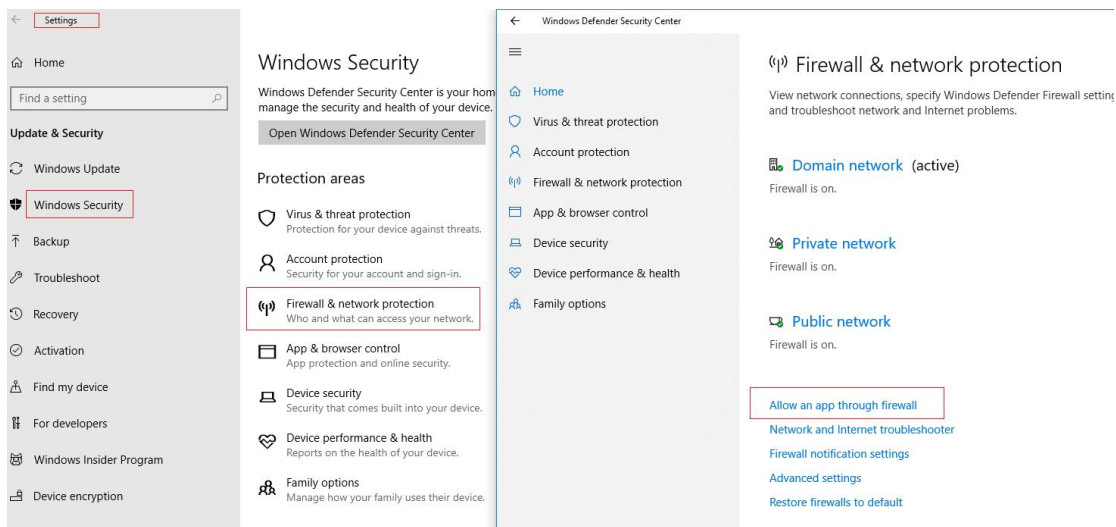 Settings
Home
Find a setting
Update & Security
Windows Update
Windows Security
Backup
Troubleshoot
Recovery
Activation
Find my device
For developers
Windows Insider Program
Device encryption
Windows Security
Windows Defender Security Center is your hom
manage the security and health of your device.
Open Windows Defender Security Center
Protection areas
Virus & threat protection
Protection for your device against threats.
Account protection
Security for your account and sign-in.
Firewall & network protection
Who and what can access your network.
App & browser control
App protection and online security.
Device security
Security that comes built into your device.
Device performance & health
Reports on the health of your device.
Family options
Manage how your family uses their device.
Windows Defender Security Center
Home
Virus & threat protection
Account protection
Firewall & network protection
App & browser control
Device security
Device performance & health
Family options
Firewall & network protection
View network connections, specify Windows Defender Firewall setting
and troubleshoot network and Internet problems.
Domain network (active)
Firewall is on.
Private network
Firewall is on.
Public network
Firewall is on.
Allow an app through firewall
Network and Internet troubleshooter
Firewall notification settings
Advanced settings
Restore firewalls to default